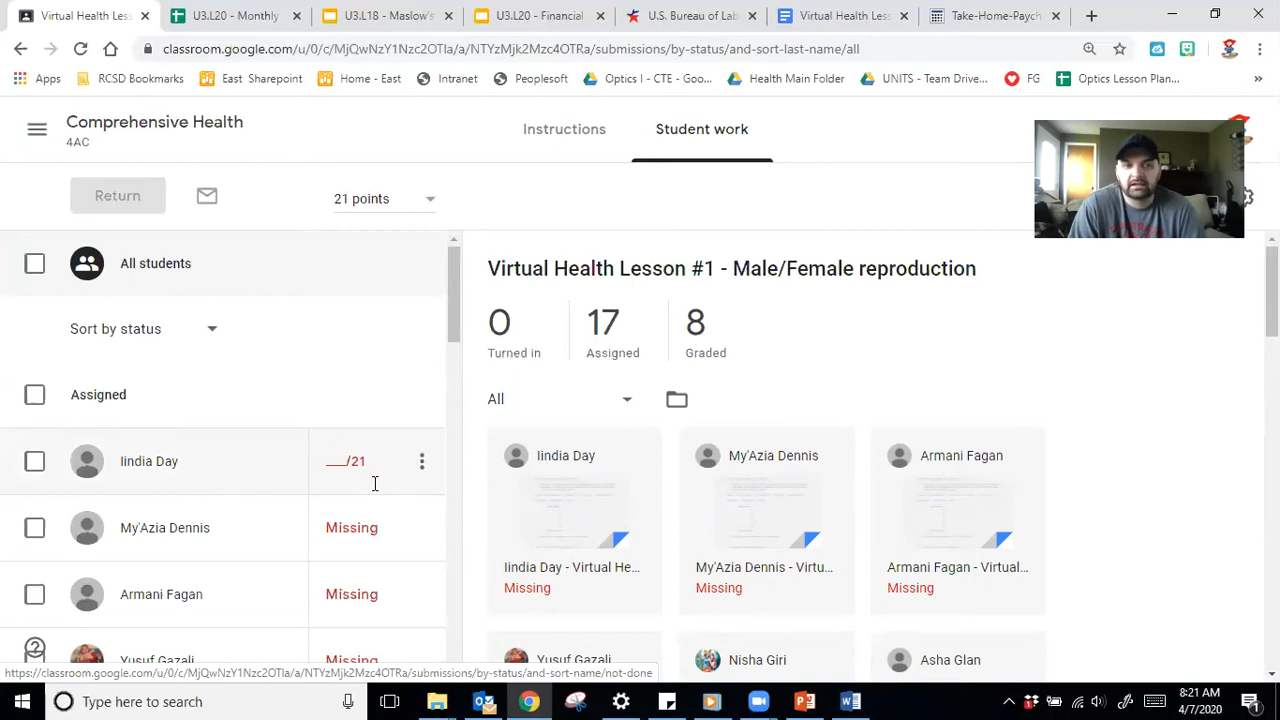 Virtual Health Less
U3.L20 - Monthly
U3.L18 - Maslow's
U3.L20 - Financial
U.S. Bureau of Lab
Virtual Health Les
Take-Home-Paych
classroom.google.com/u/0/c/MjQwNzY1Nzc2OTIa/a/NTYzMjk2Mzc4OTRa/submissions/by-status/and-sort-last-name/all
Apps
RCSD Bookmarks
East Sharepoint
Home - East
Intranet
Peoplesoft
Optics I - CTE - Goo...
Health Main Folder
UNITS - Team Drive...
FG
Optics Lesson Plan...
»
Comprehensive Health
4AC
Instructions
Student work
Return
21 points
All students
Sort by status
Assigned
Iindia Day
___/21
My'Azia Dennis
Missing
Armani Fagan
Missing
Yusuf Gazali
Missing
Virtual Health Lesson #1 - Male/Female reproduction
0
Turned in
17
Assigned
8
Graded
All
Iindia Day
Iindia Day - Virtual He...
Missing
My'Azia Dennis
My'Azia Dennis - Virtu...
Missing
Armani Fagan
Armani Fagan - Virtual...
Missing
Yusuf Gazali
Nisha Giri
Asha Glan
https://classroom.google.com/u/0/c/MjQwNzY1Nzc2OTIa/a/NTYzMjk2Mzc4OTRa/submissions/by-status/and-sort-name/not-done
Type here to search
8:21 AM
4/7/2020